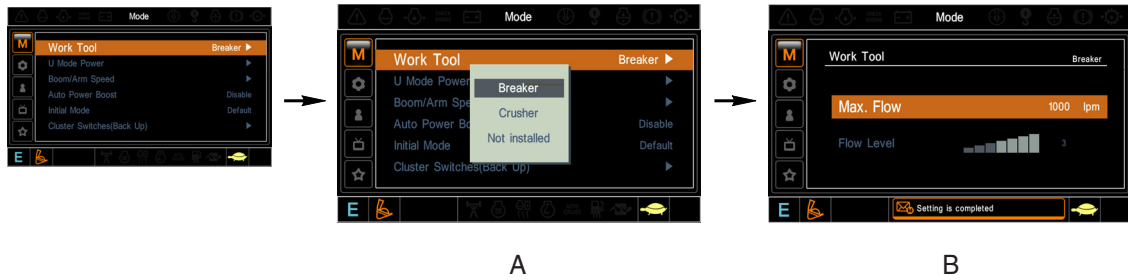 Mode
M
Work Tool Breaker ▶
U Mode Power ▶
Boom/Arm Speed ▶
Auto Power Boost Disable
Initial Mode Default
Cluster Switches(Back Up) ▶
E
Mode
M
Work Tool Breaker ▶
U Mode Power ▶
Boom/Arm Spe ▶
Auto Power Bo Disable
Initial Mode Default
Cluster Switches(Back Up) ▶
Breaker
Crusher
Not installed
E
A
Mode
M
Work Tool Breaker
Max. Flow 1000 lpm
Flow Level 3
E
Setting is completed
B